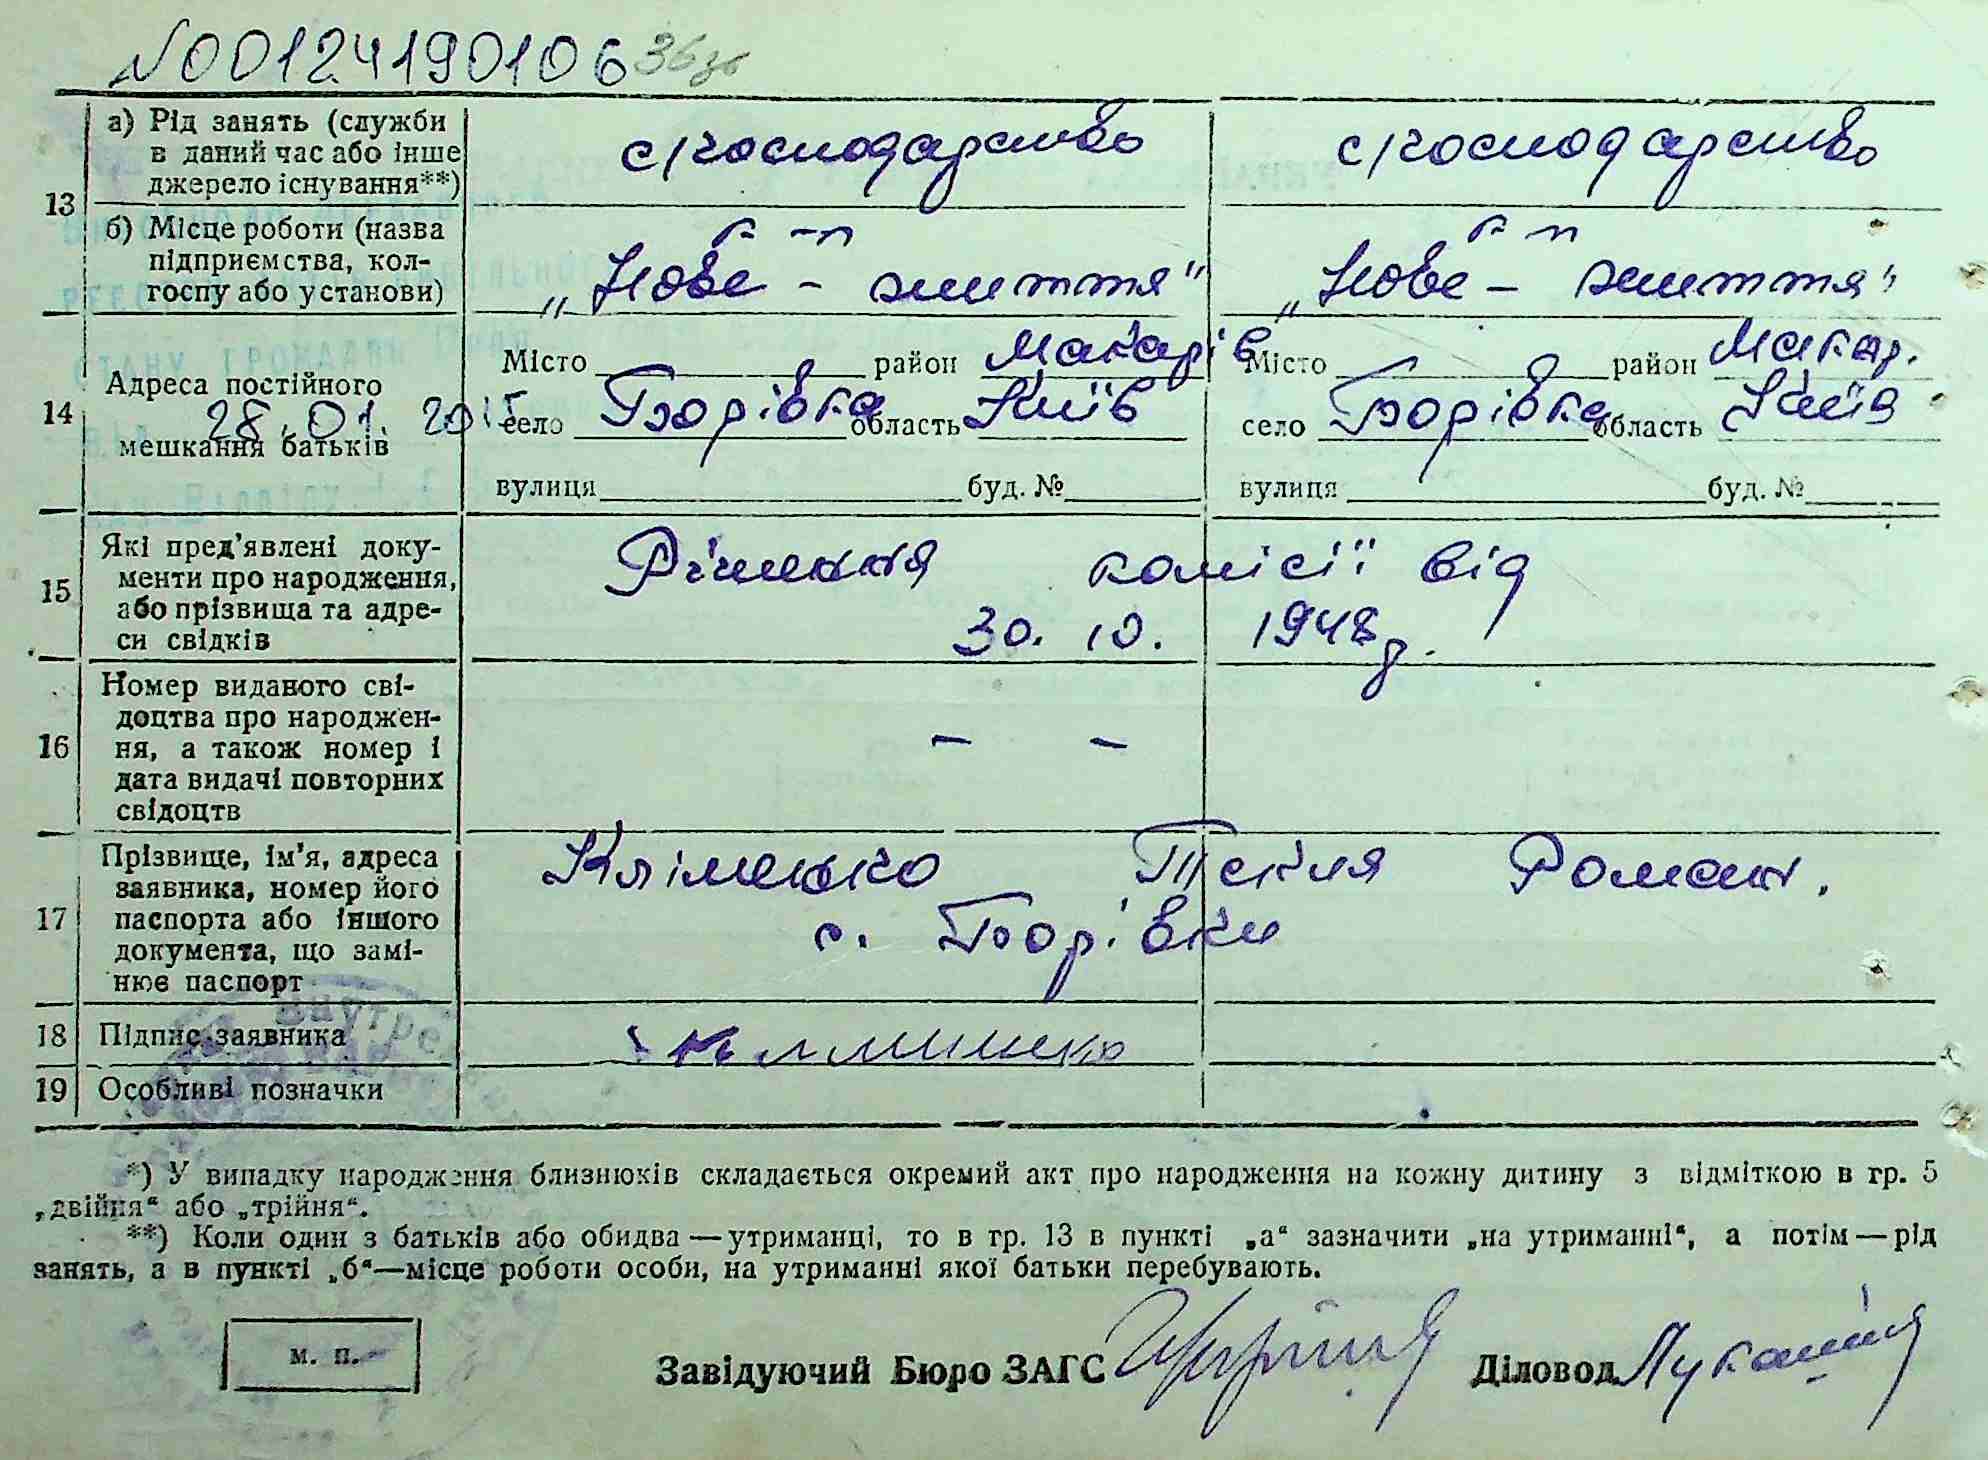 №00124190106 36зв
13 а) Рід занять (служби в даний час або інше джерело існування**) с/господарство с/господарство
б) Місце роботи (назва підприємства, колгоспу або установи) к-п к-п
„Нове - життя" „Нове - життя"
14 Адреса постійного мешкання батьків
Місто район Макарів Місто район Макар.
28.01.2015 село Борівка область Київ село Борівка область Київ
вулиця буд. № вулиця буд. №
15 Які пред'явлені документи про народження, або прізвища та адреси свідків Рішення комісії від
30. 10. 1948 р.
16 Номер виданого свідоцтва про народження, а також номер і дата видачі повторних свідоцтв – –
17 Прізвище, ім'я, адреса заявника, номер його паспорта або іншого документа, що замінює паспорт Кліменко Текля Роман.
с. Борівки
18 Підпис заявника
19 Особливі позначки
*) У випадку народження близнюків складається окремий акт про народження на кожну дитину з відміткою в гр. 5
„двійня“ або „трійня“.
**) Коли один з батьків або обидва — утриманці, то в гр. 13 в пункті „а“ зазначити „на утриманні“, а потім — рід
занять, а в пункті „б“—місце роботи особи, на утриманні якої батьки перебувають.
м. п. Завідуючий Бюро ЗАГС Діловод